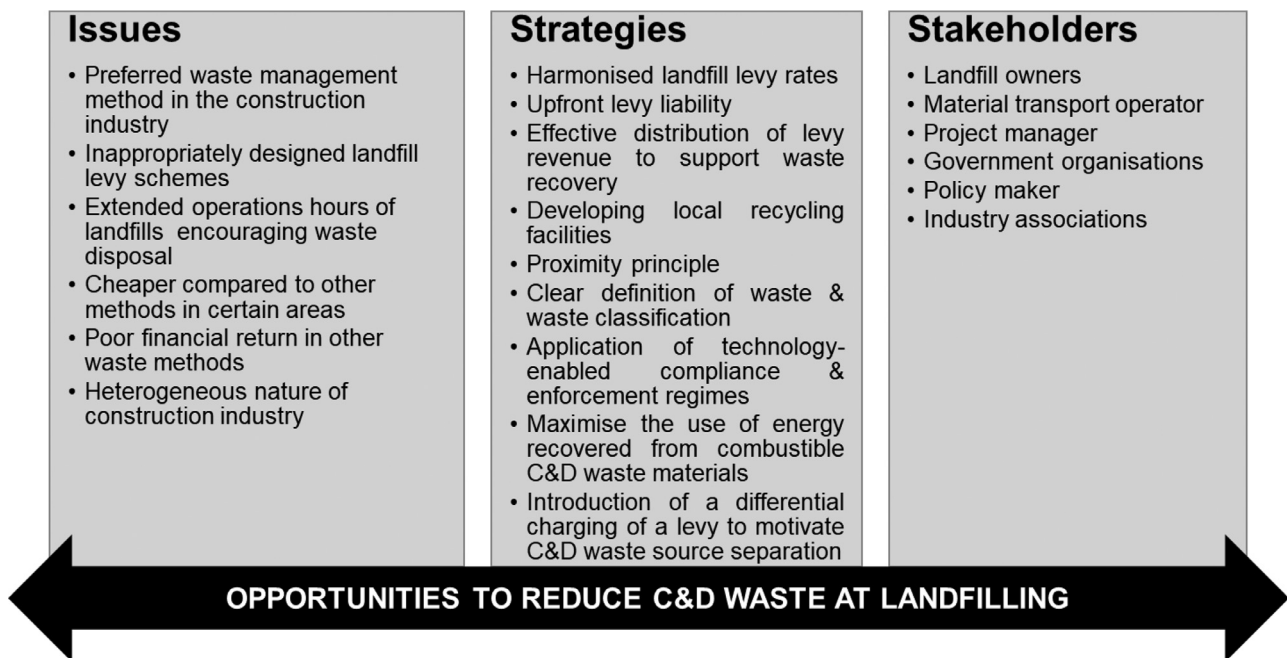 Issues
• Preferred waste management
method in the construction
industry
• Inappropriately designed landfill
levy schemes
• Extended operations hours of
landfills encouraging waste
disposal
• Cheaper compared to other
methods in certain areas
• Poor financial return in other
waste methods
• Heterogeneous nature of
construction industry
Strategies
• Harmonised landfill levy rates
• Upfront levy liability
• Effective distribution of levy
revenue to support waste
recovery
• Developing local recycling
facilities
• Proximity principle
• Clear definition of waste &
waste classification
• Application of technology-
enabled compliance &
enforcement regimes
• Maximise the use of energy
recovered from combustible
C&D waste materials
• Introduction of a differential
charging of a levy to motivate
C&D waste source separation
Stakeholders
• Landfill owners
• Material transport operator
• Project manager
• Government organisations
• Policy maker
• Industry associations
OPPORTUNITIES TO REDUCE C&D WASTE AT LANDFILLING